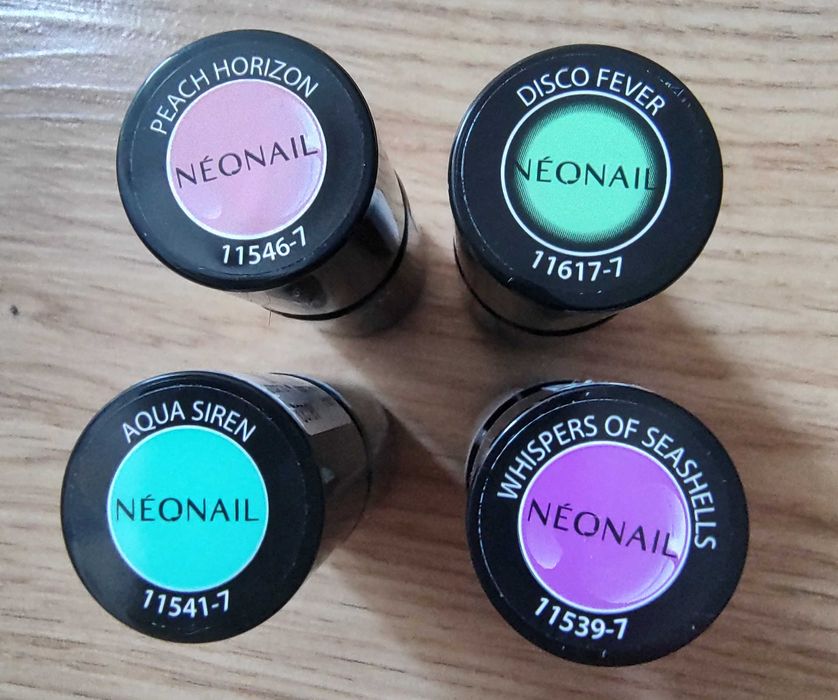 PEACH HORIZON
NÉONAIL
11546-7
DISCO FEVER
NÉONAIL
11617-7
AQUA SIREN
NÉONAIL
11541-7
WHISPERS OF SEASHELLS
NÉONAIL
11539-7